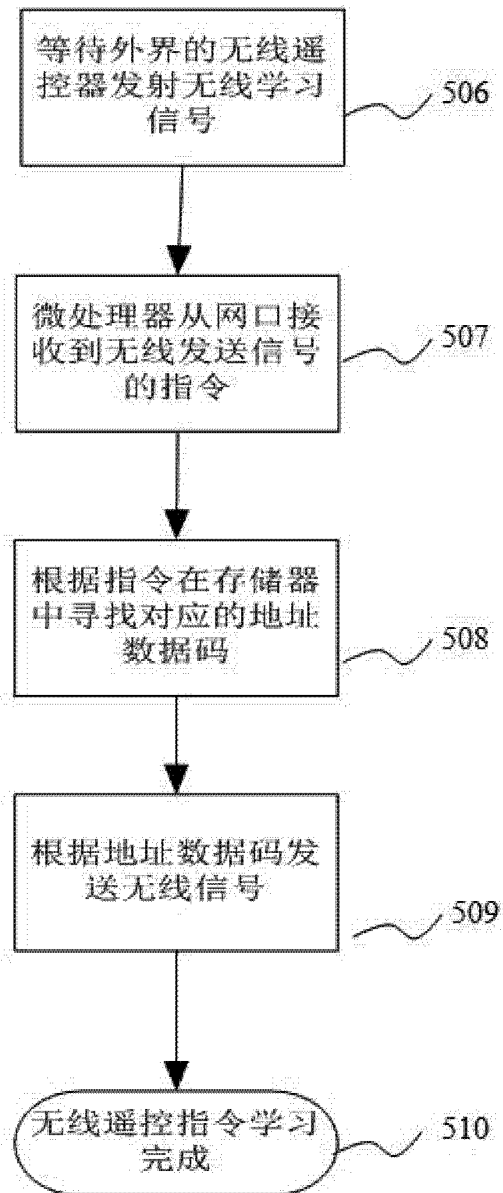 等待外界的无线遥
控器发射无线学习
信号
506
微处理器从网口接
收到无线发送信号
的指令
507
根据指令在存储器
中寻找对应的地址
数据码
508
根据地址数据码发
送无线信号
509
无线遥控指令学习
完成
510